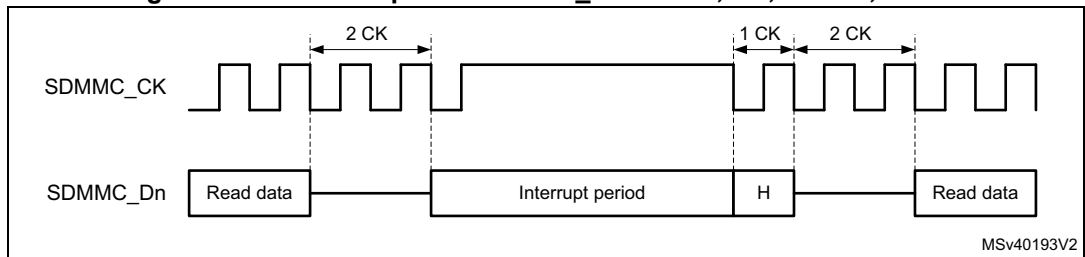 2 CK 1 CK 2 CK
SDMMC_CK
SDMMC_Dn Read data Interrupt period H Read data
MSv40193V2